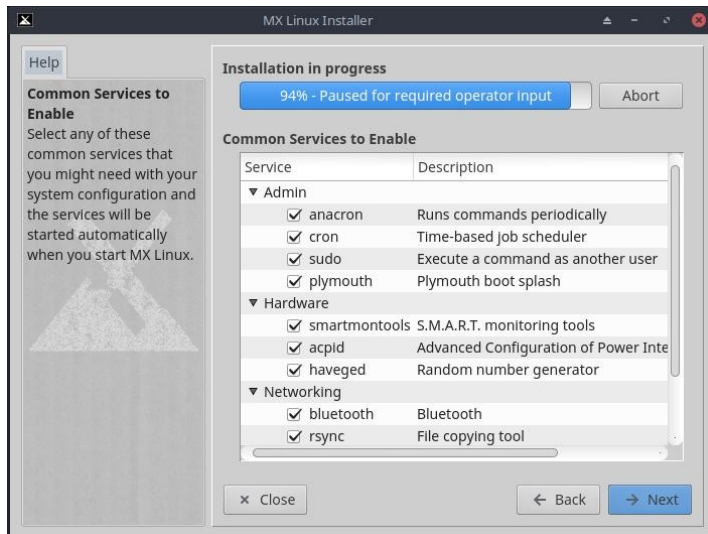 MX Linux Installer
Help
Common Services to
Enable
Select any of these
common services that
you might need with your
system configuration and
the services will be
started automatically
when you start MX Linux.
Installation in progress
94% - Paused for required operator input
Abort
Common Services to Enable
Service Description
Admin
anacron Runs commands periodically
cron Time-based job scheduler
sudo Execute a command as another user
plymouth Plymouth boot splash
Hardware
smartmontools S.M.A.R.T. monitoring tools
acpid Advanced Configuration of Power Inte
haveged Random number generator
Networking
bluetooth Bluetooth
rsync File copying tool
Close
Back
Next